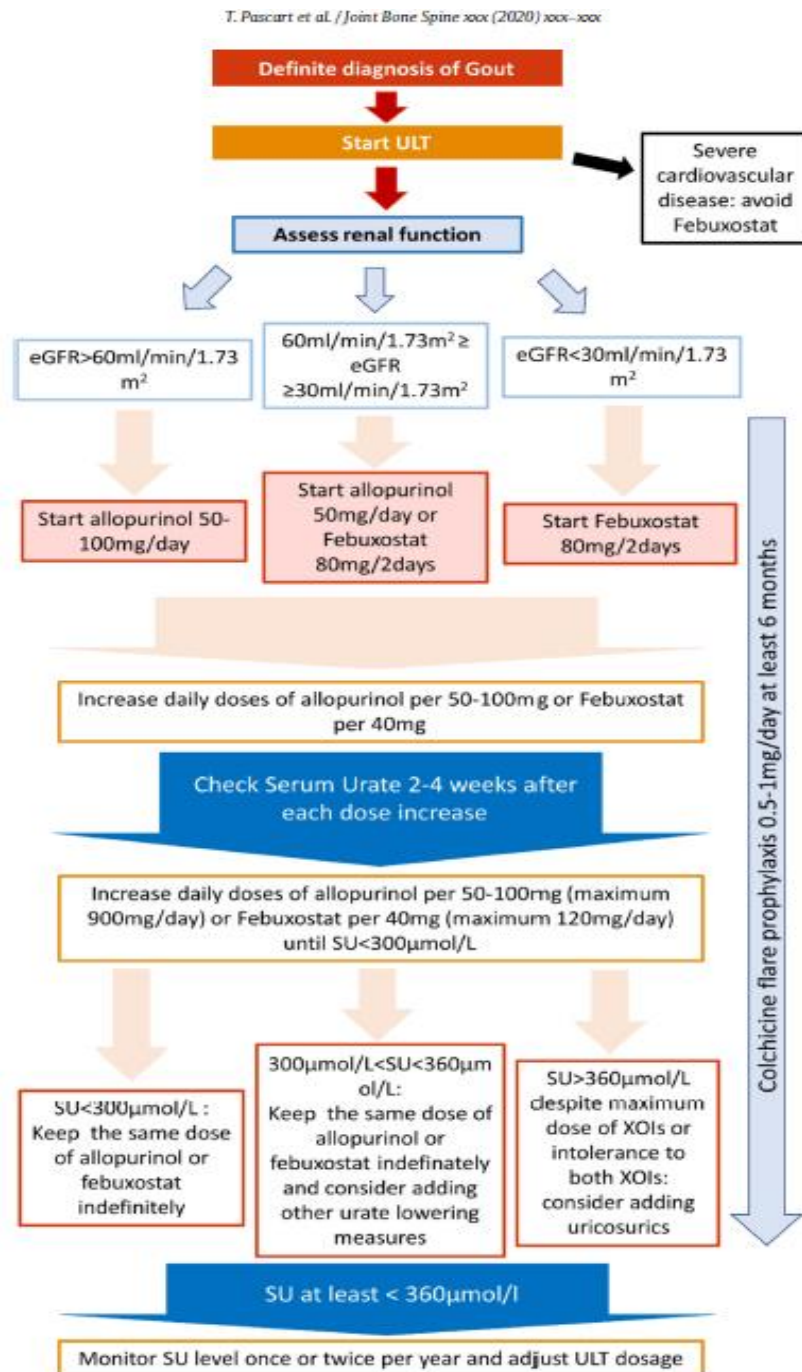 T. Pascart et al. / Joint Bone Spine xxx (2020) xxx–xxx
Definite diagnosis of Gout
Start ULT
Severe
cardiovascular
disease: avoid
Febuxostat
Assess renal function
eGFR>60ml/min/1.73
m²
60ml/min/1.73m² ≥
eGFR
≥30ml/min/1.73m²
eGFR<30ml/min/1.73
m²
Start allopurinol 50-
100mg/day
Start allopurinol
50mg/day or
Febuxostat
80mg/2days
Start Febuxostat
80mg/2days
Increase daily doses of allopurinol per 50-100mg or Febuxostat
per 40mg
Check Serum Urate 2-4 weeks after
each dose increase
Increase daily doses of allopurinol per 50-100mg (maximum
900mg/day) or Febuxostat per 40mg (maximum 120mg/day)
until SU<300µmol/L
SU<300µmol/L :
Keep the same dose
of allopurinol or
febuxostat
indefinitely
300µmol/L<SU<360µm
ol/L:
Keep the same dose of
allopurinol or
febuxostat indefinately
and consider adding
other urate lowering
measures
SU>360µmol/L
despite maximum
dose of XOIs or
intolerance to
both XOIs:
consider adding
uricosurics
Colchicine flare prophylaxis 0.5-1mg/day at least 6 months
SU at least < 360µmol/l
Monitor SU level once or twice per year and adjust ULT dosage